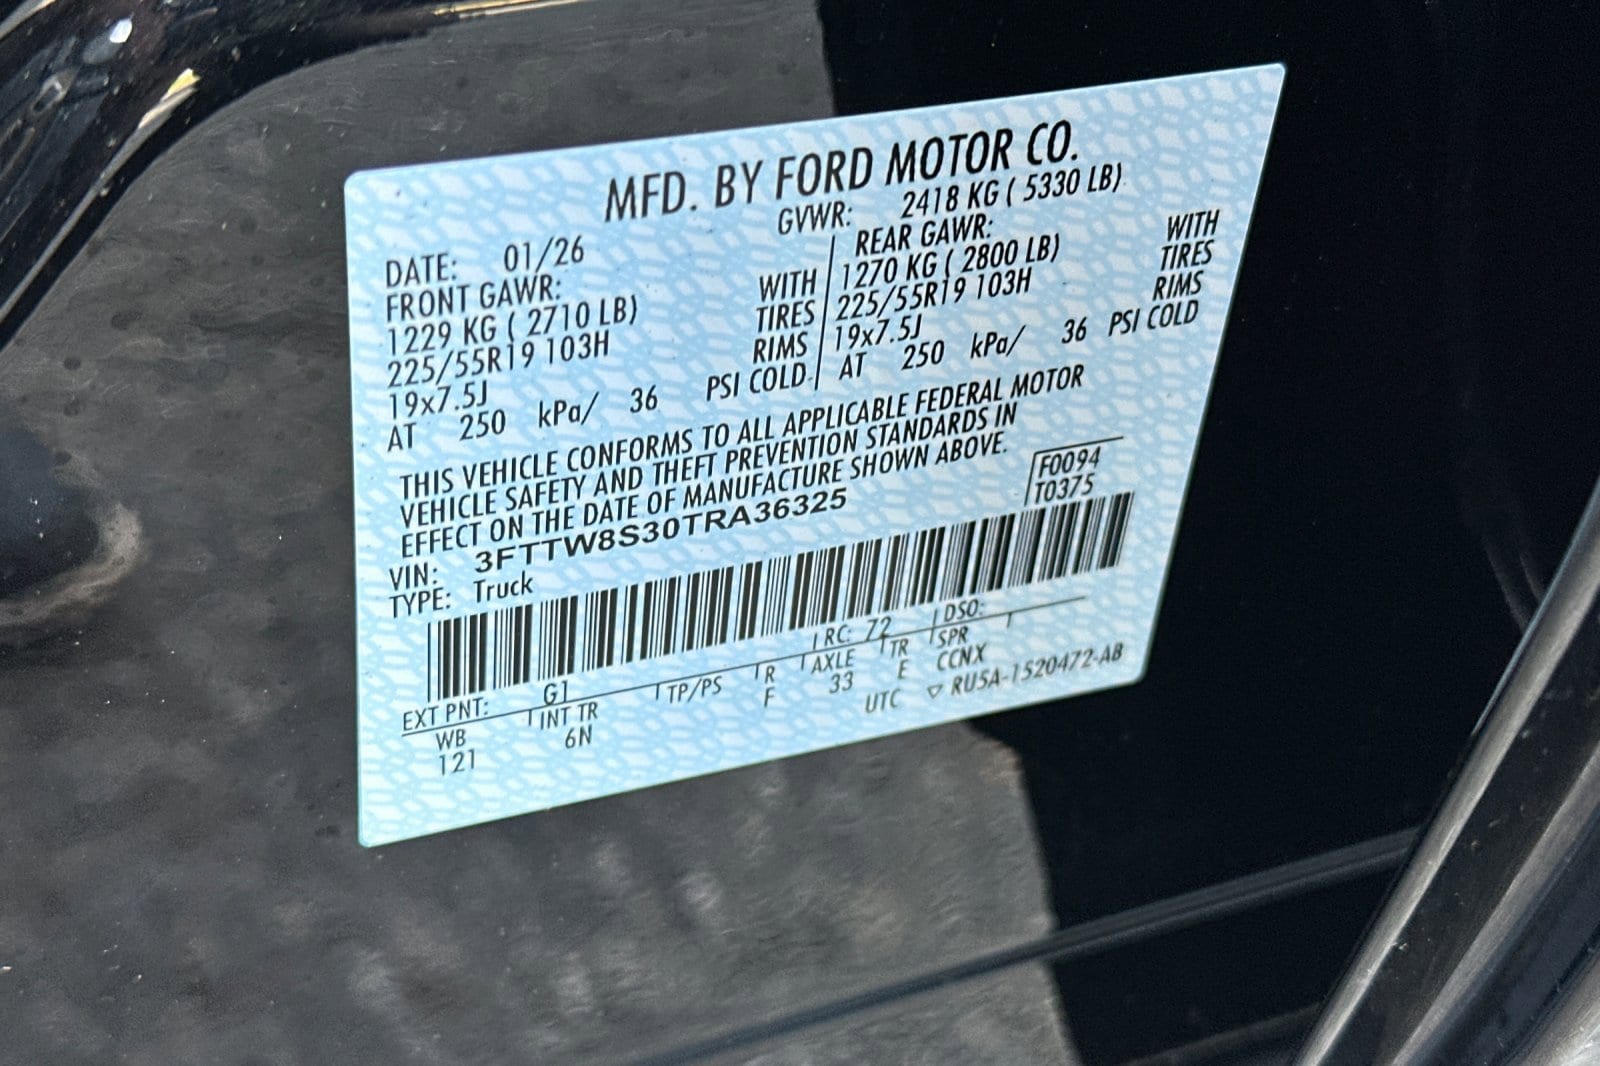 MFD. BY FORD MOTOR CO.
DATE: 01/26 GVWR: 2418 KG ( 5330 LB)
FRONT GAWR: REAR GAWR:
1229 KG ( 2710 LB) WITH 1270 KG ( 2800 LB) WITH
225/55R19 103H TIRES 225/55R19 103H TIRES
19x7.5J RIMS 19x7.5J RIMS
AT 250 kPa/ 36 PSI COLD AT 250 kPa/ 36 PSI COLD
THIS VEHICLE CONFORMS TO ALL APPLICABLE FEDERAL MOTOR
VEHICLE SAFETY AND THEFT PREVENTION STANDARDS IN
EFFECT ON THE DATE OF MANUFACTURE SHOWN ABOVE.
VIN: 3FTTW8S30TRA36325 F0094
TYPE: Truck T0375
EXT PNT: G1 RC: 72 DSO:
WB INT TR TP/PS R AXLE TR SPR
121 6N F 33 E CCNX
UTC ▽ RU5A-1520472-AB